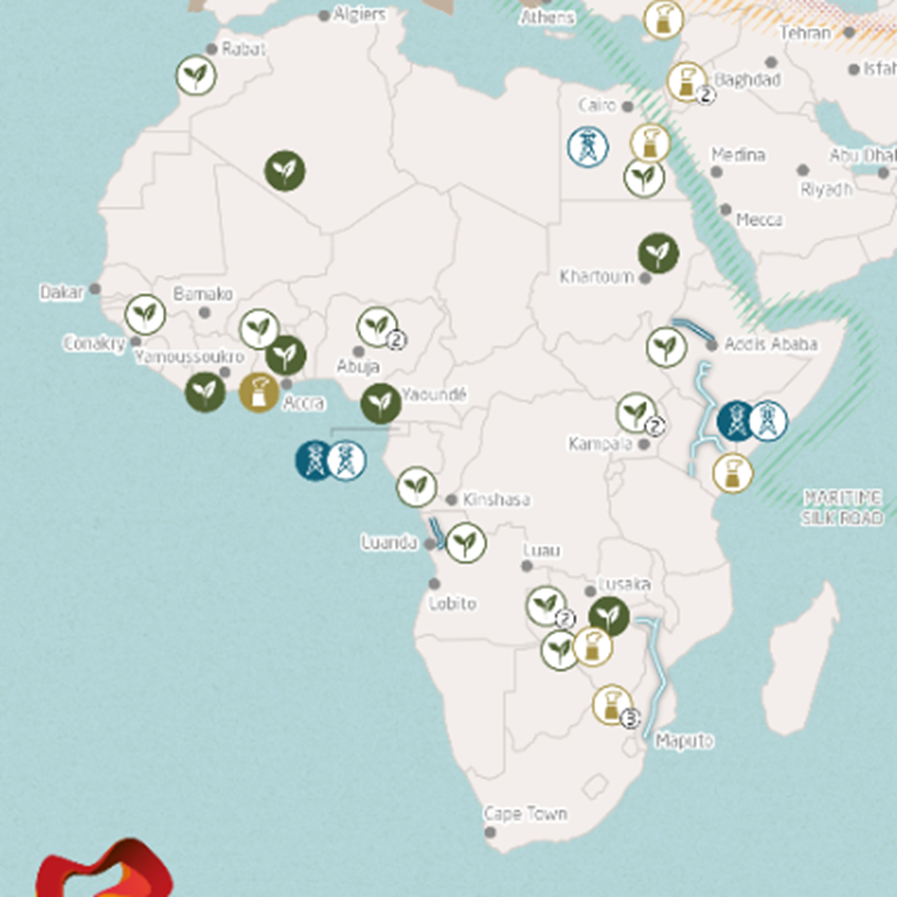 Algiers
Athens
Tehran
Rabat
Isfah
Baghdad
2
Cairo
Medina
Abu Dhab
Riyadh
Mecca
Khartoum
Dakar
Bamako
Conakry
Yamoussoukro
2
Abuja
Addis Ababa
Accra
Yaoundé
2
Kampala
Kinshasa
MARITIME
SILK ROAD
Luanda
Luau
Lusaka
Lobito
2
3
Maputo
Cape Town